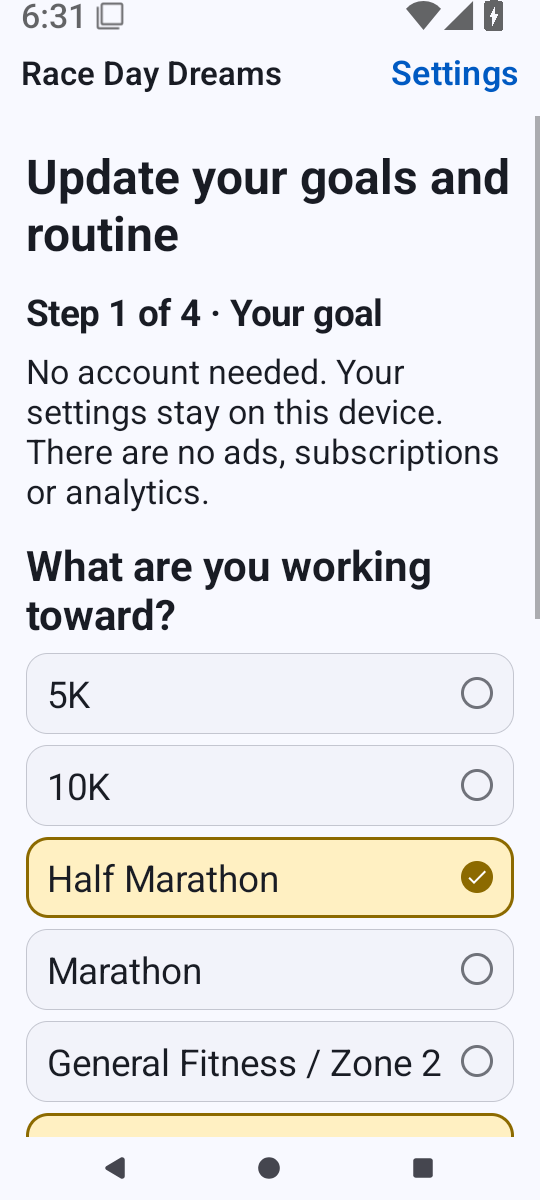 6:31
Race Day Dreams
Settings
Update your goals and
routine
Step 1 of 4 · Your goal
No account needed. Your
settings stay on this device.
There are no ads, subscriptions
or analytics.
What are you working
toward?
5K
10K
Half Marathon
Marathon
General Fitness / Zone 2